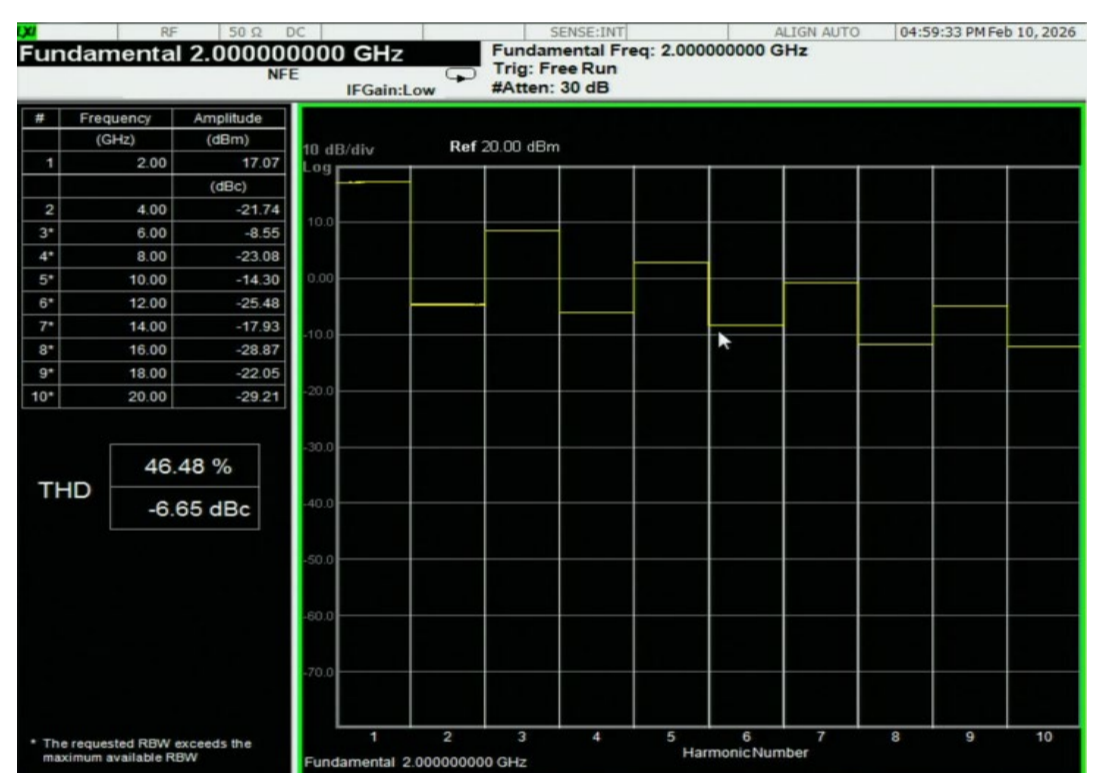 LXI RF 50 Ω DC SENSE:INT ALIGN AUTO 04:59:33 PM Feb 10, 2026
Fundamental 2.000000000 GHz
NFE
IFGain:Low
Fundamental Freq: 2.000000000 GHz
Trig: Free Run
#Atten: 30 dB
# Frequency Amplitude
(GHz) (dBm)
1 2.00 17.07
(dBc)
2 4.00 -21.74
3* 6.00 -8.55
4* 8.00 -23.08
5* 10.00 -14.30
6* 12.00 -25.48
7* 14.00 -17.93
8* 16.00 -28.87
9* 18.00 -22.05
10* 20.00 -29.21
THD
46.48 %
-6.65 dBc
* The requested RBW exceeds the
maximum available RBW
10 dB/div Ref 20.00 dBm
Log
10.0
0.00
-10.0
-20.0
-30.0
-40.0
-50.0
-60.0
-70.0
1 2 3 4 5 6 7 8 9 10
Harmonic Number
Fundamental 2.000000000 GHz